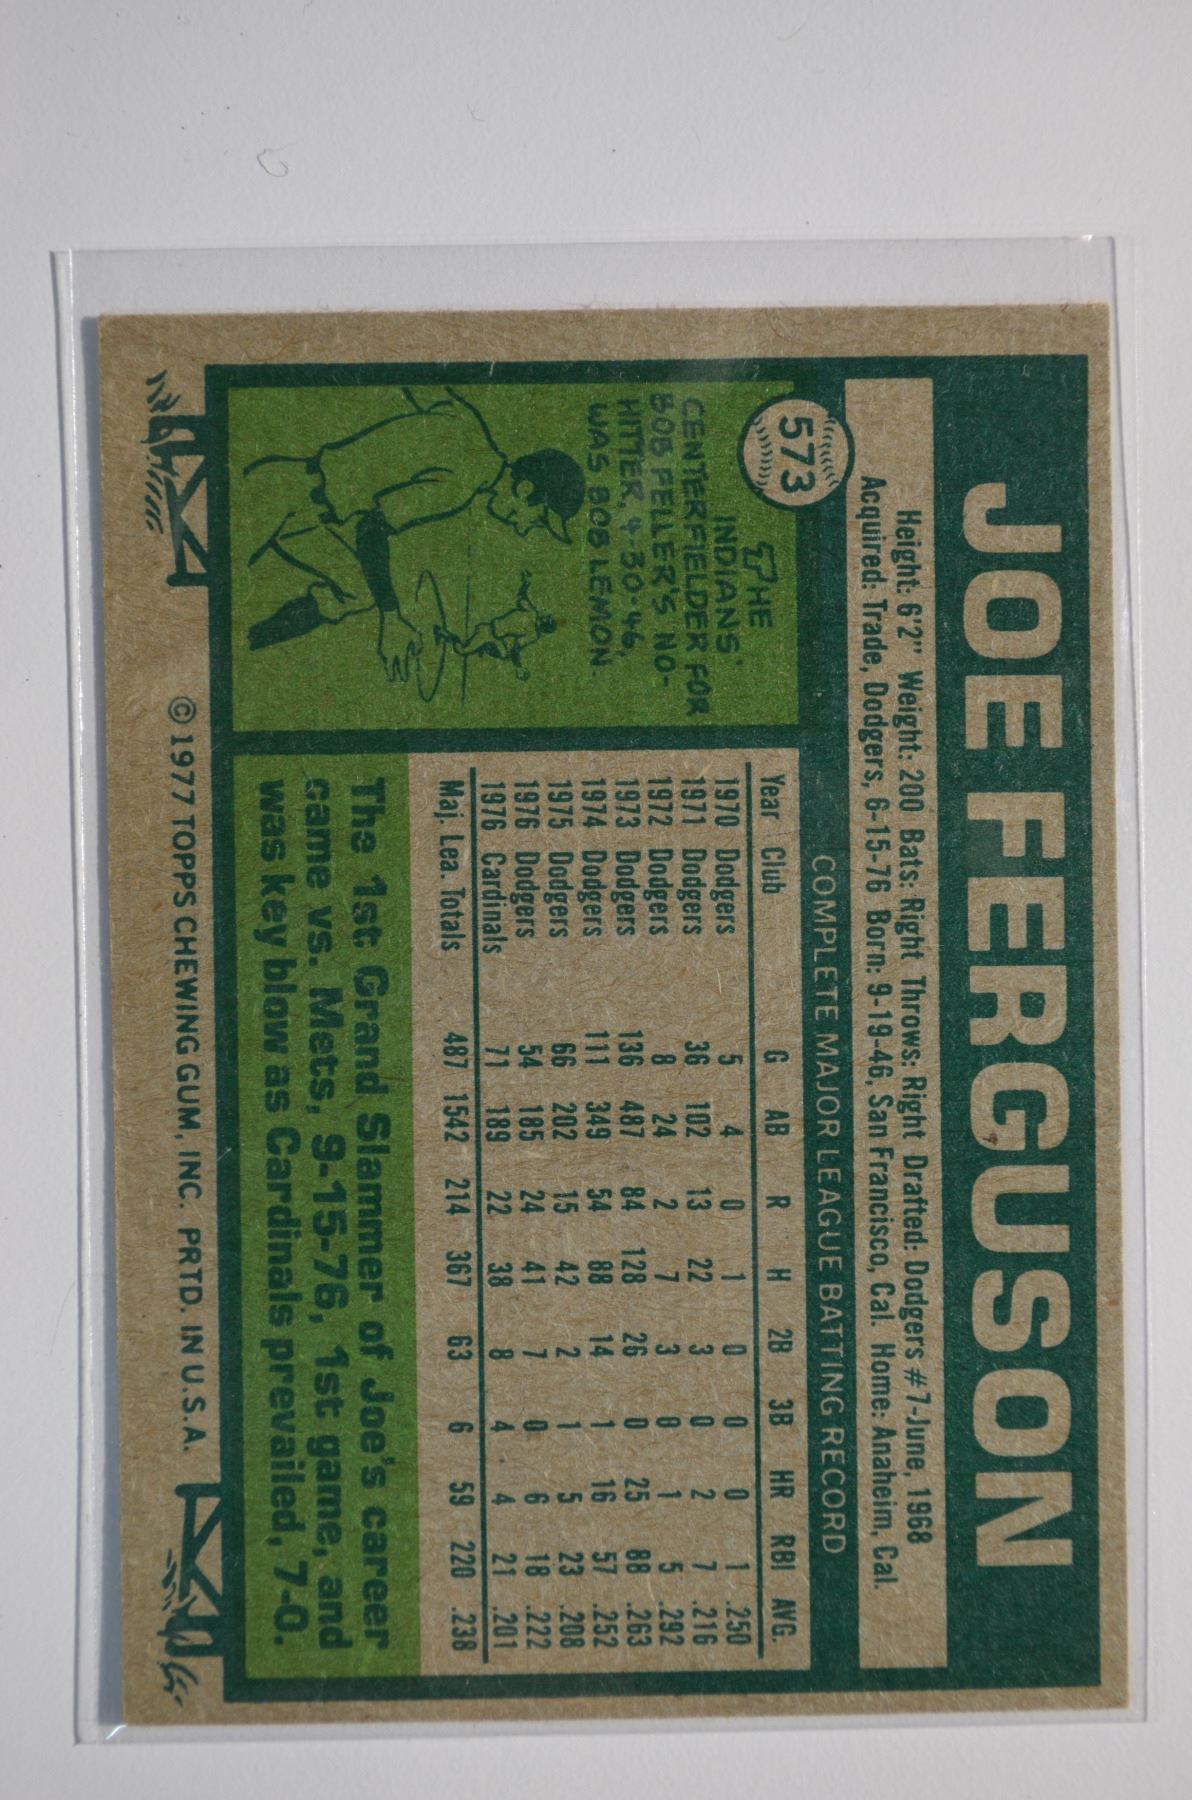 JOE FERGUSON
Height: 6'2" Weight: 200 Bats: Right Throws: Right Drafted: Dodgers #7-June, 1968
Acquired: Trade, Dodgers, 6-15-76 Born: 9-19-46, San Francisco, Cal. Home: Anaheim, Cal.
573
COMPLETE MAJOR LEAGUE BATTING RECORD
THE
INDIANS'
CENTERFIELDER FOR
BOB FELLER'S NO-
HITTER, 4-30-46,
WAS BOB LEMON.
Year Club G AB R H 2B 3B HR RBI AVG.
1970 Dodgers 5 4 0 1 0 0 0 1 .250
1971 Dodgers 36 102 13 22 3 0 2 7 .216
1972 Dodgers 8 24 2 7 3 0 1 5 .292
1973 Dodgers 136 487 84 128 26 0 25 88 .263
1974 Dodgers 111 349 54 88 14 1 16 57 .252
1975 Dodgers 66 202 15 42 2 1 5 23 .208
1976 Dodgers 54 185 24 41 7 0 6 18 .222
1976 Cardinals 71 189 22 38 8 4 4 21 .201
Maj. Lea. Totals 487 1542 214 367 63 6 59 220 .238
The 1st Grand Slammer of Joe's career
came vs. Mets, 9-15-76, 1st game, and
was key blow as Cardinals prevailed, 7-0.
© 1977 TOPPS CHEWING GUM, INC. PRTD. IN U.S.A.